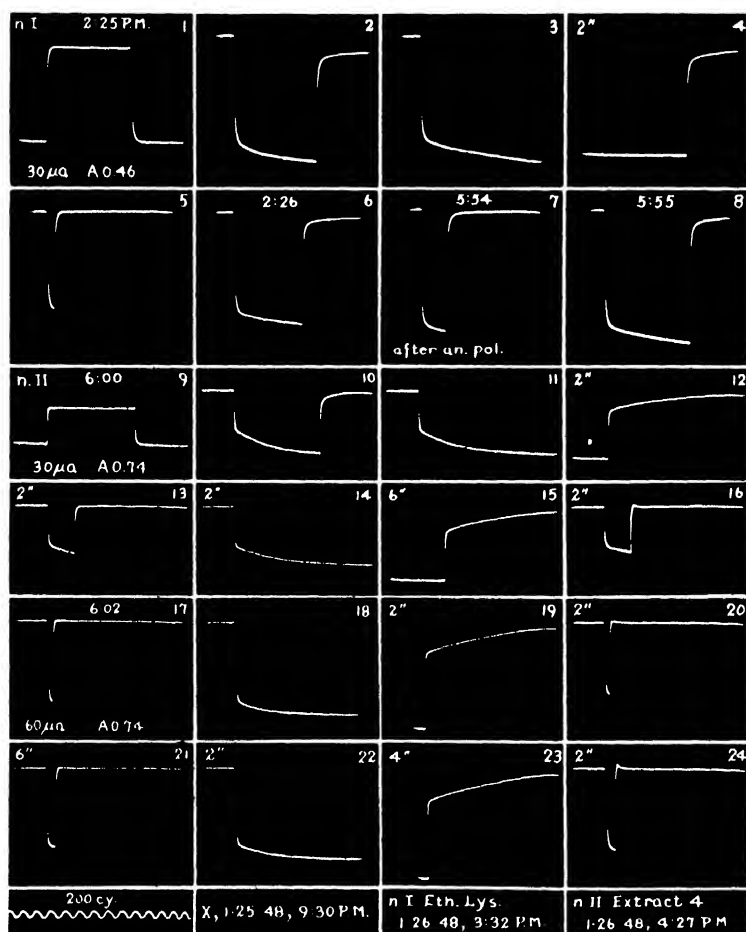 n I 2:25 P.M. 1
30μa A 0.46
2
3
2" 4
5
2:26 6
5:54 7
after an. pol.
5:55 8
n.II 6:00 9
30μa A 0.74
10
11
2" 12
2" 13
2" 14
6" 15
2" 16
6 02 17
60μa A 0.74
18
2" 19
2" 20
6" 21
2" 22
4" 23
2" 24
200 cy.
X, 1·25 48, 9:30 P.M.
n I Eth. Lys.
1·26 48, 3:32 P.M.
n II Extract 4
1·26 48, 4:27 P.M.